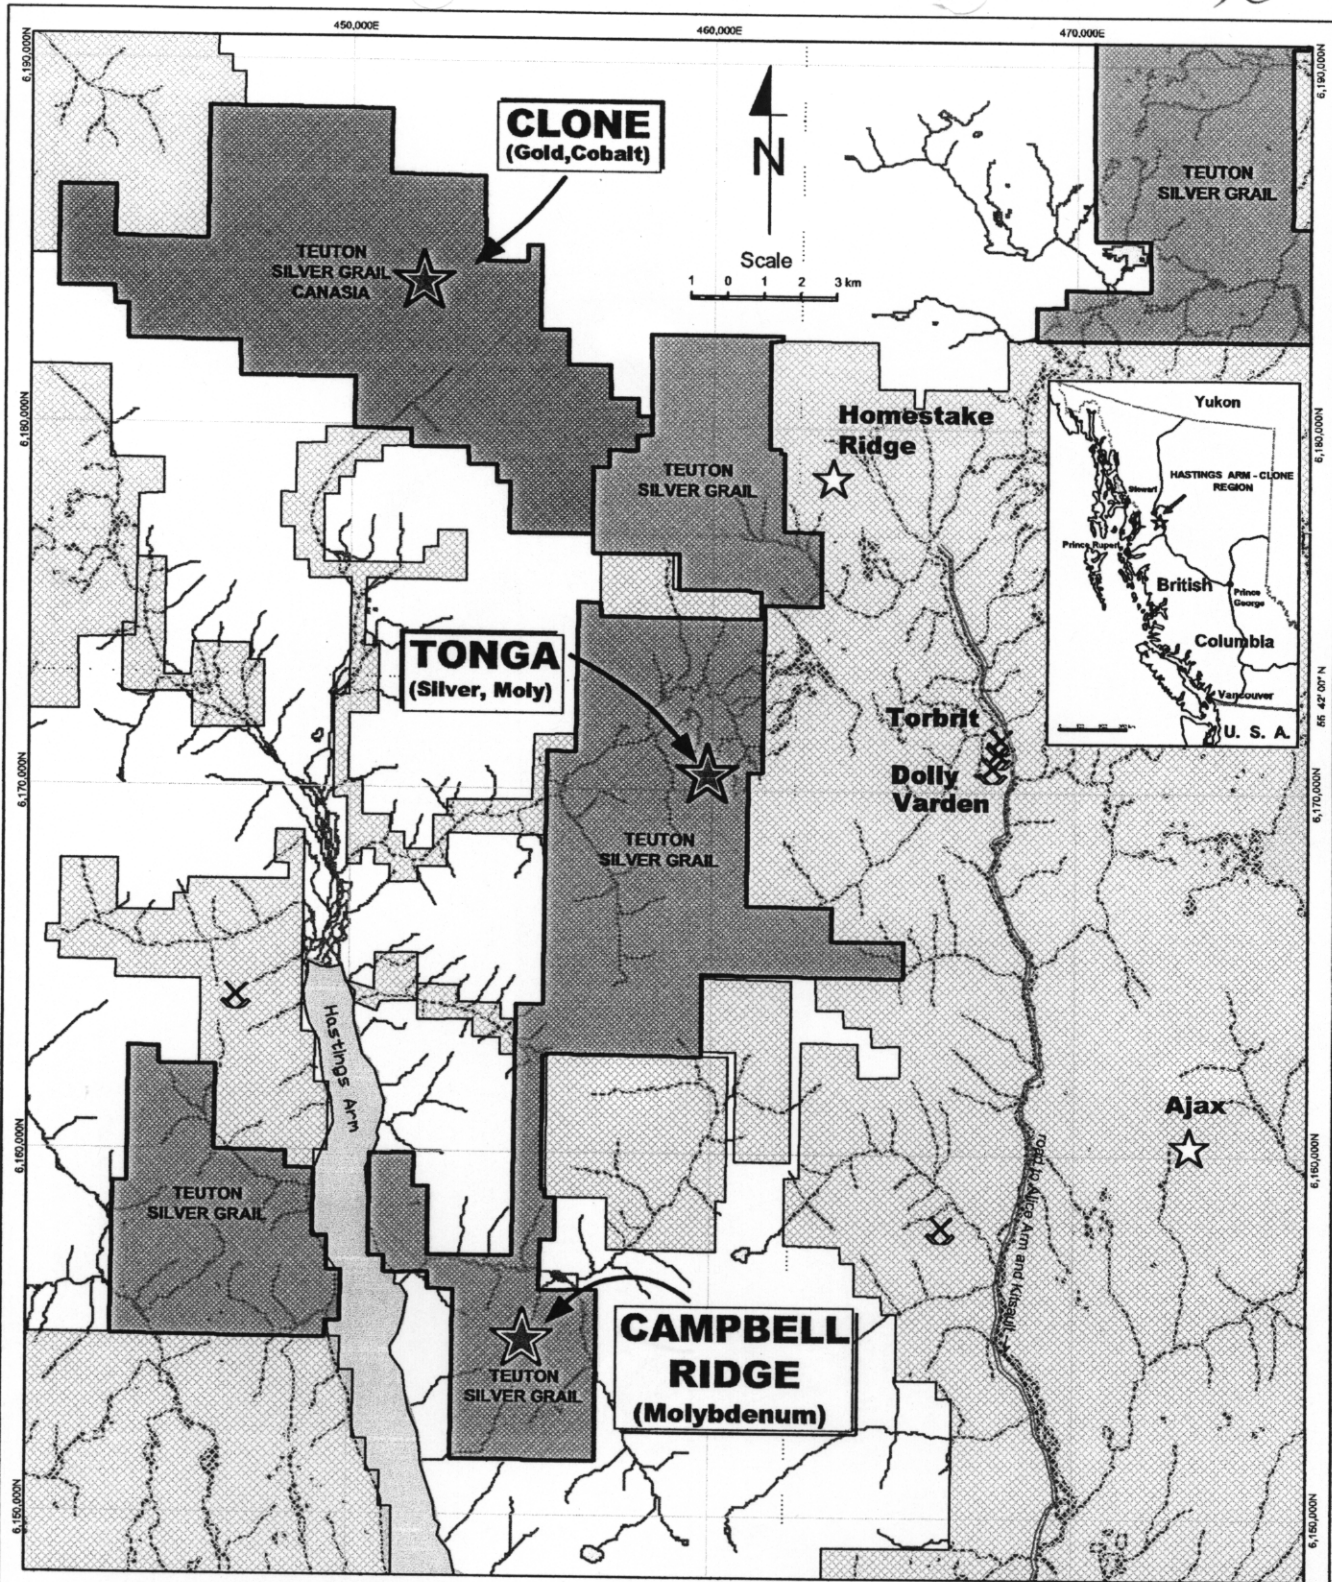 450,000E
460,000E
470,000E
6,190,000N
6,190,000N
CLONE
(Gold,Cobalt)
N
TEUTON
SILVER GRAIL
TEUTON
SILVER GRAIL
CANASIA
Scale
1 0 1 2 3 km
6,180,000N
6,180,000N
Homestake
Ridge
TEUTON
SILVER GRAIL
Yukon
HASTINGS ARM - CLONE
REGION
Stewart
Prince Rupert
British
Prince
George
Columbia
Vancouver
U. S. A.
55 42' 00" N
TONGA
(Silver, Moly)
Torbrit
Dolly
Varden
6,170,000N
6,170,000N
TEUTON
SILVER GRAIL
Hastings Arm
Ajax
6,160,000N
6,160,000N
road to Alice Arm and Kitsault
TEUTON
SILVER GRAIL
CAMPBELL
RIDGE
(Molybdenum)
TEUTON
SILVER GRAIL
6,150,000N
6,150,000N